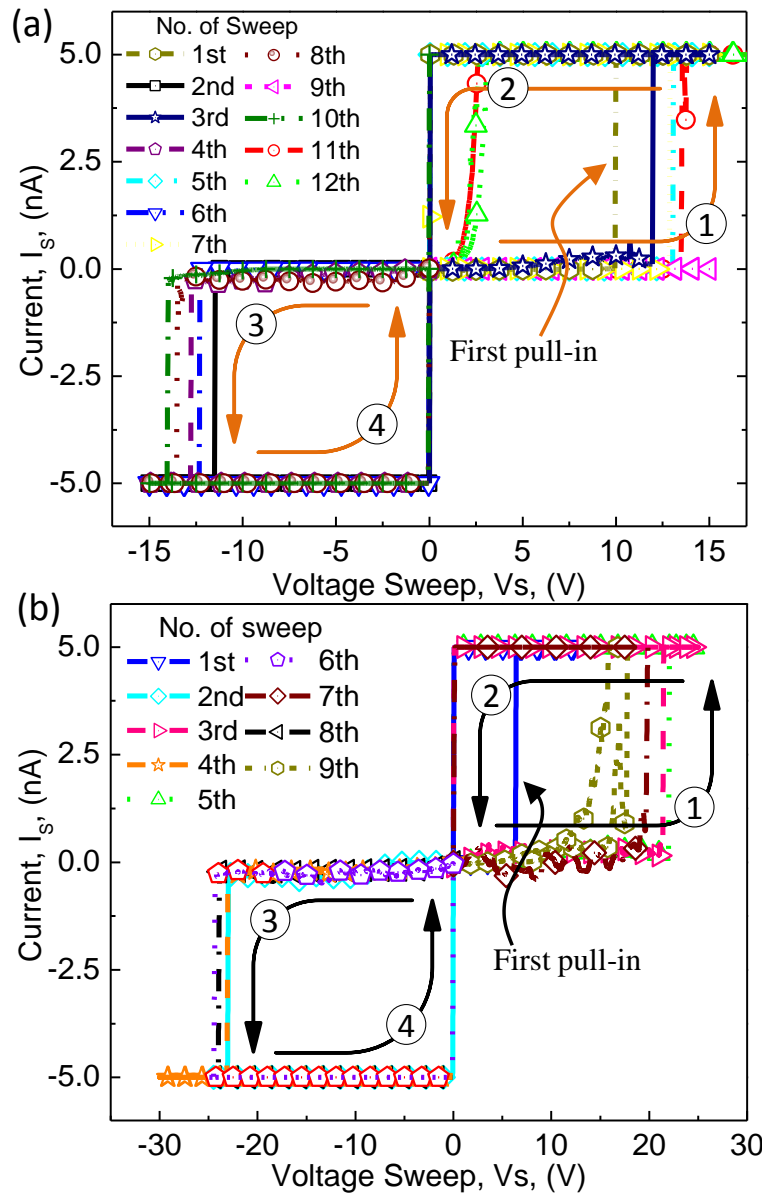 (a)
No. of Sweep
1st 8th
2nd 9th
3rd 10th
4th 11th
5th 12th
6th
7th
5.0
2.5
0.0
-2.5
-5.0
Current, Iₛ, (nA)
2
1
3
4
First pull-in
-15 -10 -5 0 5 10 15
Voltage Sweep, Vs, (V)
(b)
No. of sweep
1st 6th
2nd 7th
3rd 8th
4th 9th
5th
5.0
2.5
0.0
-2.5
-5.0
Current, Iₛ, (nA)
2
1
3
4
First pull-in
-30 -20 -10 0 10 20 30
Voltage Sweep, Vs, (V)